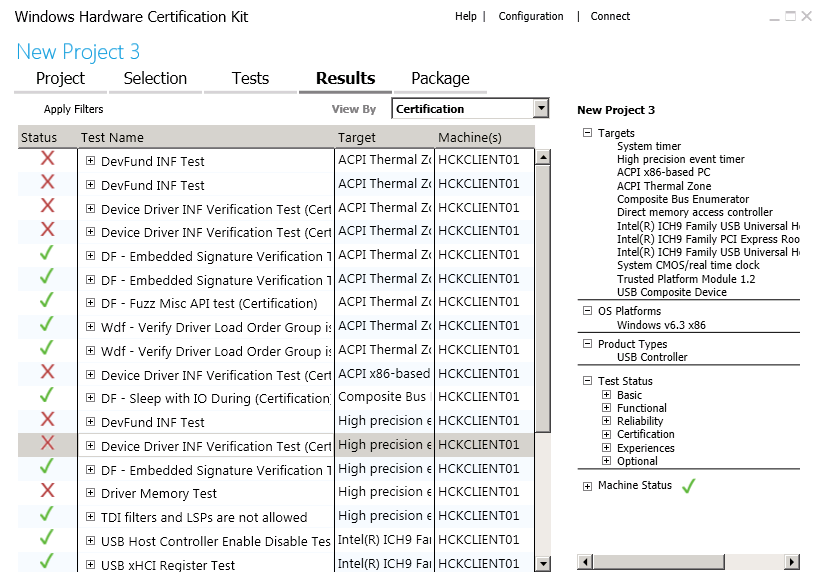 Windows Hardware Certification Kit
Help | Configuration | Connect
New Project 3
Project Selection Tests Results Package
Apply Filters View By Certification
Status Test Name Target Machine(s)
DevFund INF Test ACPI Thermal Zo HCKCLIENT01
DevFund INF Test ACPI Thermal Zo HCKCLIENT01
Device Driver INF Verification Test (Cert ACPI Thermal Zo HCKCLIENT01
Device Driver INF Verification Test (Cert ACPI Thermal Zo HCKCLIENT01
DF - Embedded Signature Verification T ACPI Thermal Zo HCKCLIENT01
DF - Embedded Signature Verification T ACPI Thermal Zo HCKCLIENT01
DF - Fuzz Misc API test (Certification) ACPI Thermal Zo HCKCLIENT01
Wdf - Verify Driver Load Order Group is ACPI Thermal Zo HCKCLIENT01
Wdf - Verify Driver Load Order Group is ACPI Thermal Zo HCKCLIENT01
Device Driver INF Verification Test (Cert ACPI x86-based HCKCLIENT01
DF - Sleep with IO During (Certification) Composite Bus HCKCLIENT01
DevFund INF Test High precision e HCKCLIENT01
Device Driver INF Verification Test (Cert High precision e HCKCLIENT01
DF - Embedded Signature Verification T High precision e HCKCLIENT01
Driver Memory Test High precision e HCKCLIENT01
TDI filters and LSPs are not allowed High precision e HCKCLIENT01
USB Host Controller Enable Disable Tes Intel(R) ICH9 Far HCKCLIENT01
USB xHCI Register Test Intel(R) ICH9 Far HCKCLIENT01
New Project 3
Targets
System timer
High precision event timer
ACPI x86-based PC
ACPI Thermal Zone
Composite Bus Enumerator
Direct memory access controller
Intel(R) ICH9 Family USB Universal H
Intel(R) ICH9 Family PCI Express Roo
Intel(R) ICH9 Family USB Universal H
System CMOS/real time clock
Trusted Platform Module 1.2
USB Composite Device
OS Platforms
Windows v6.3 x86
Product Types
USB Controller
Test Status
Basic
Functional
Reliability
Certification
Experiences
Optional
Machine Status